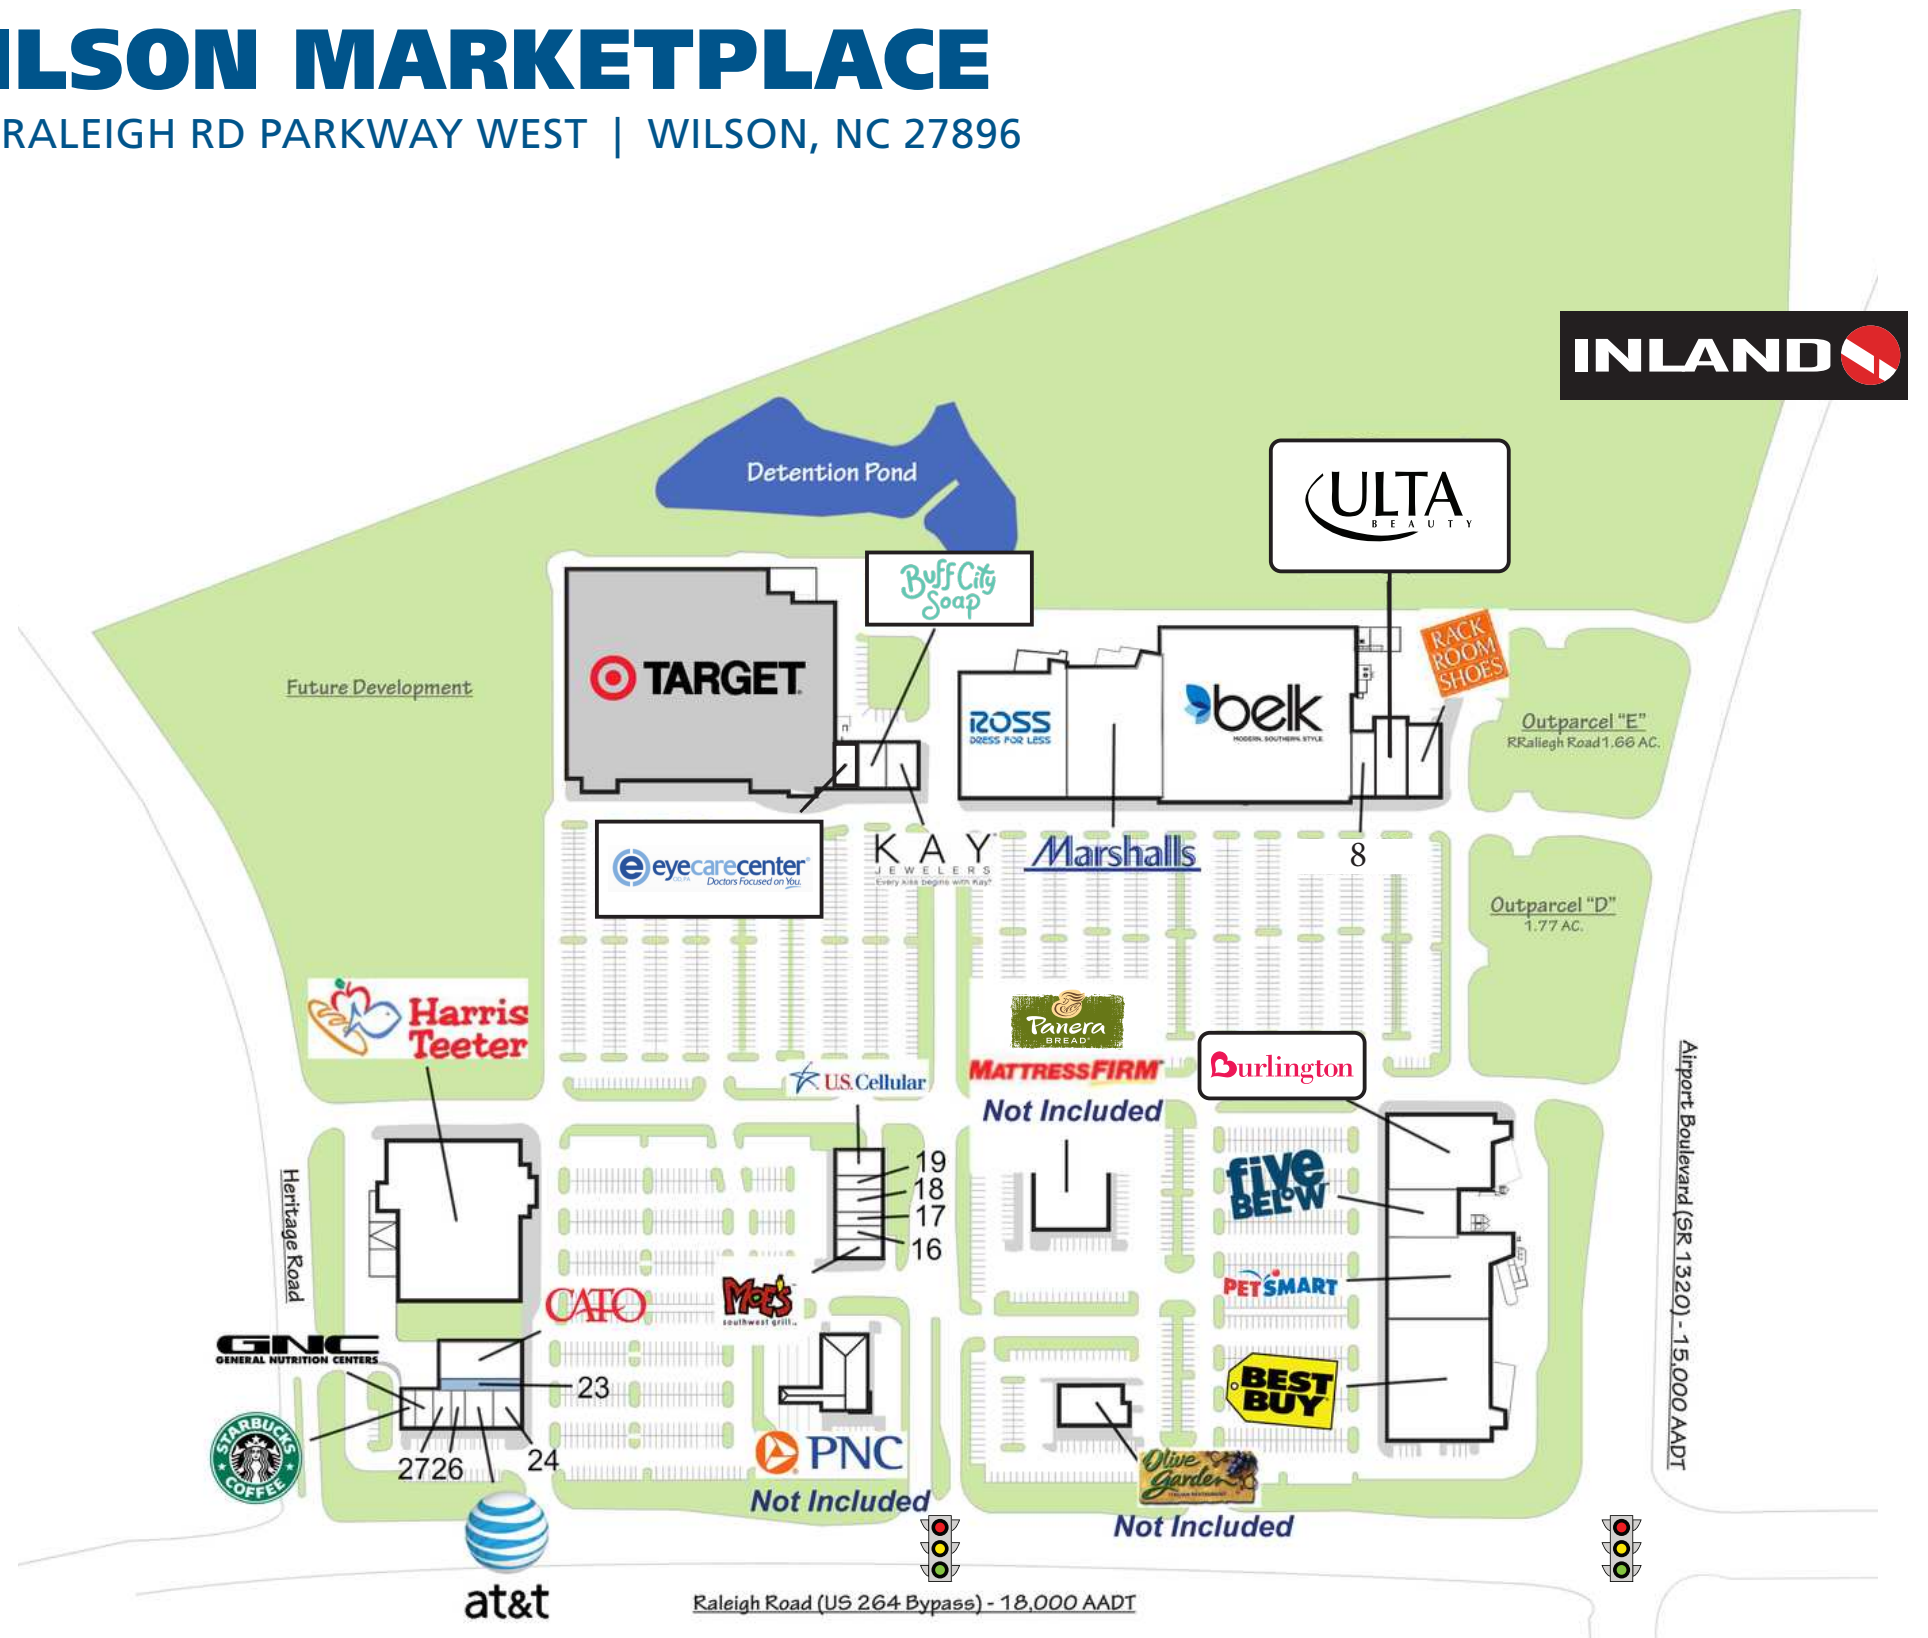 ILSON MARKETPLACE
RALEIGH RD PARKWAY WEST | WILSON, NC 27896
INLAND
Detention Pond
ULTA
BEAUTY
Buff City
Soap
RACK
ROOM
SHOES
TARGET
Future Development
ROSS
DRESS FOR LESS
belk
MODERN. SOUTHERN. STYLE.
Outparcel "E"
RRaliegh Road 1.66 AC.
eyecarecenter
Doctors Focused on You.
KAY
JEWELERS
Every kiss begins with Kay
Marshalls
8
Outparcel "D"
1.77 AC.
Harris
Teeter
Panera
BREAD
U.S. Cellular
MATTRESSFIRM
Not Included
Burlington
Airport Boulevard (SR 1320) - 15,000 AADT
Heritage Road
19
18
17
16
five
BELOW
PETSMART
CATO
MOE'S
southwest grill
GNC
GENERAL NUTRITION CENTERS
23
BEST
BUY
STARBUCKS
COFFEE
27 26
24
PNC
Not Included
Olive
Garden
Not Included
at&t
Raleigh Road (US 264 Bypass) - 18,000 AADT